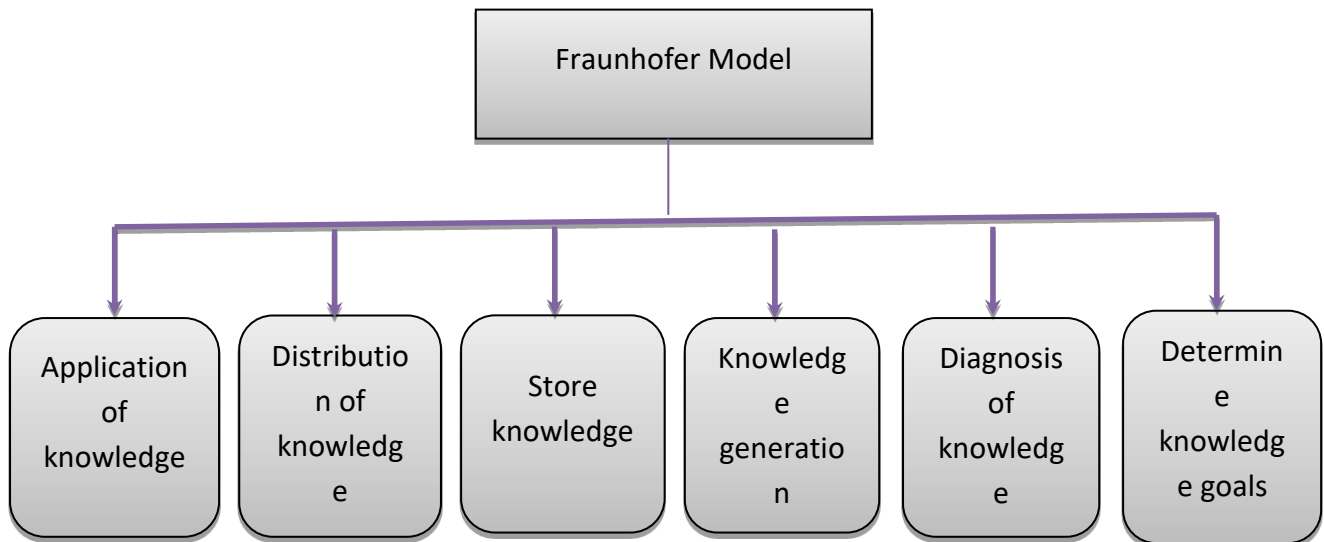 Fraunhofer Model
Application
of
knowledge
Distributio
n of
knowledg
e
Store
knowledge
Knowledg
e
generatio
n
Diagnosis
of
knowledg
e
Determin
e
knowledg
e goals